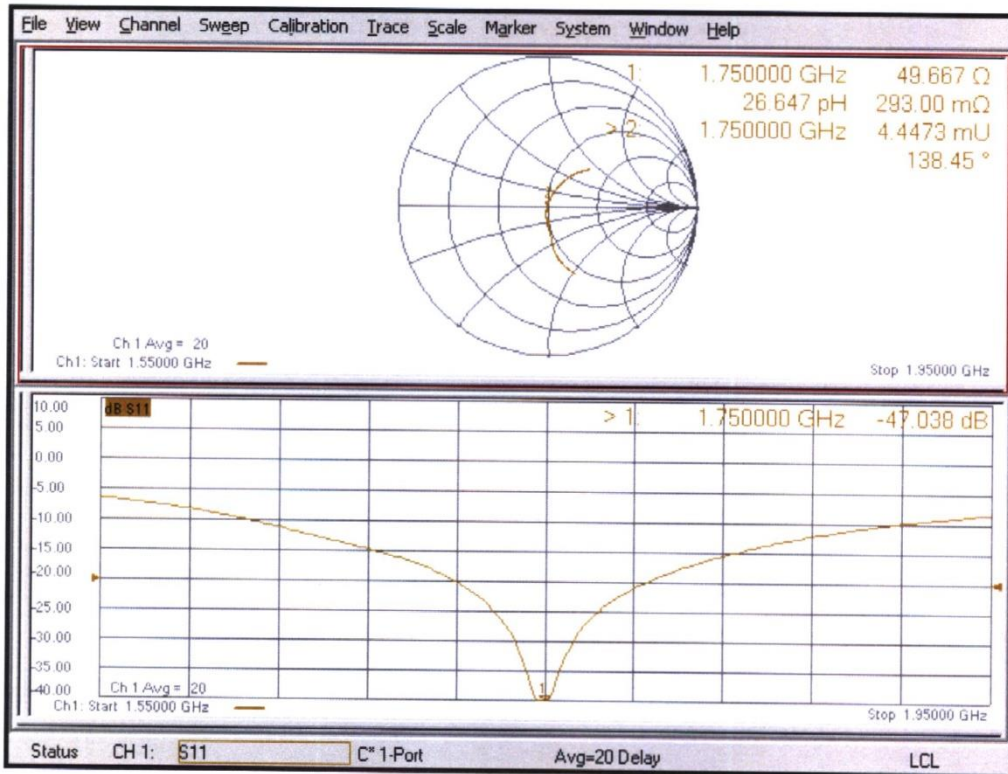 File View Channel Sweep Calibration Trace Scale Marker System Window Help
1: 1.750000 GHz 49.667 Ω
26.647 pH 293.00 mΩ
> 2: 1.750000 GHz 4.4473 mU
138.45 °
Ch 1 Avg = 20
Ch1: Start 1.55000 GHz
Stop 1.95000 GHz
10.00
5.00
0.00
-5.00
-10.00
-15.00
-20.00
-25.00
-30.00
-35.00
-40.00
dB S11
> 1: 1.750000 GHz -47.038 dB
1
Ch 1 Avg = 20
Ch1: Start 1.55000 GHz
Stop 1.95000 GHz
Status CH 1: S11 C* 1-Port Avg=20 Delay LCL